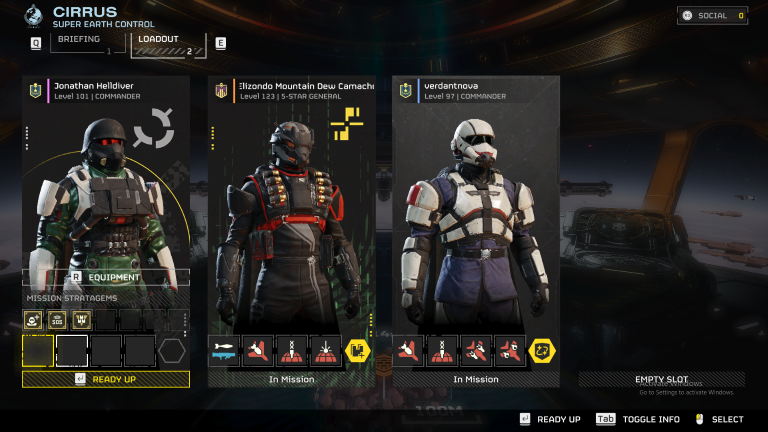 CIRRUS
SUPER EARTH CONTROL
SOCIAL 0
Q BRIEFING 1 LOADOUT 2 E
Jonathan Helldiver
Level 101 | COMMANDER
Elizondo Mountain Dew Camacho
Level 123 | 5-STAR GENERAL
verdantnova
Level 97 | COMMANDER
R EQUIPMENT
MISSION STRATAGEMS
SOS
READY UP
In Mission
In Mission
EMPTY SLOT
Activate Windows
Go to Settings to activate Windows.
READY UP Tab TOGGLE INFO SELECT